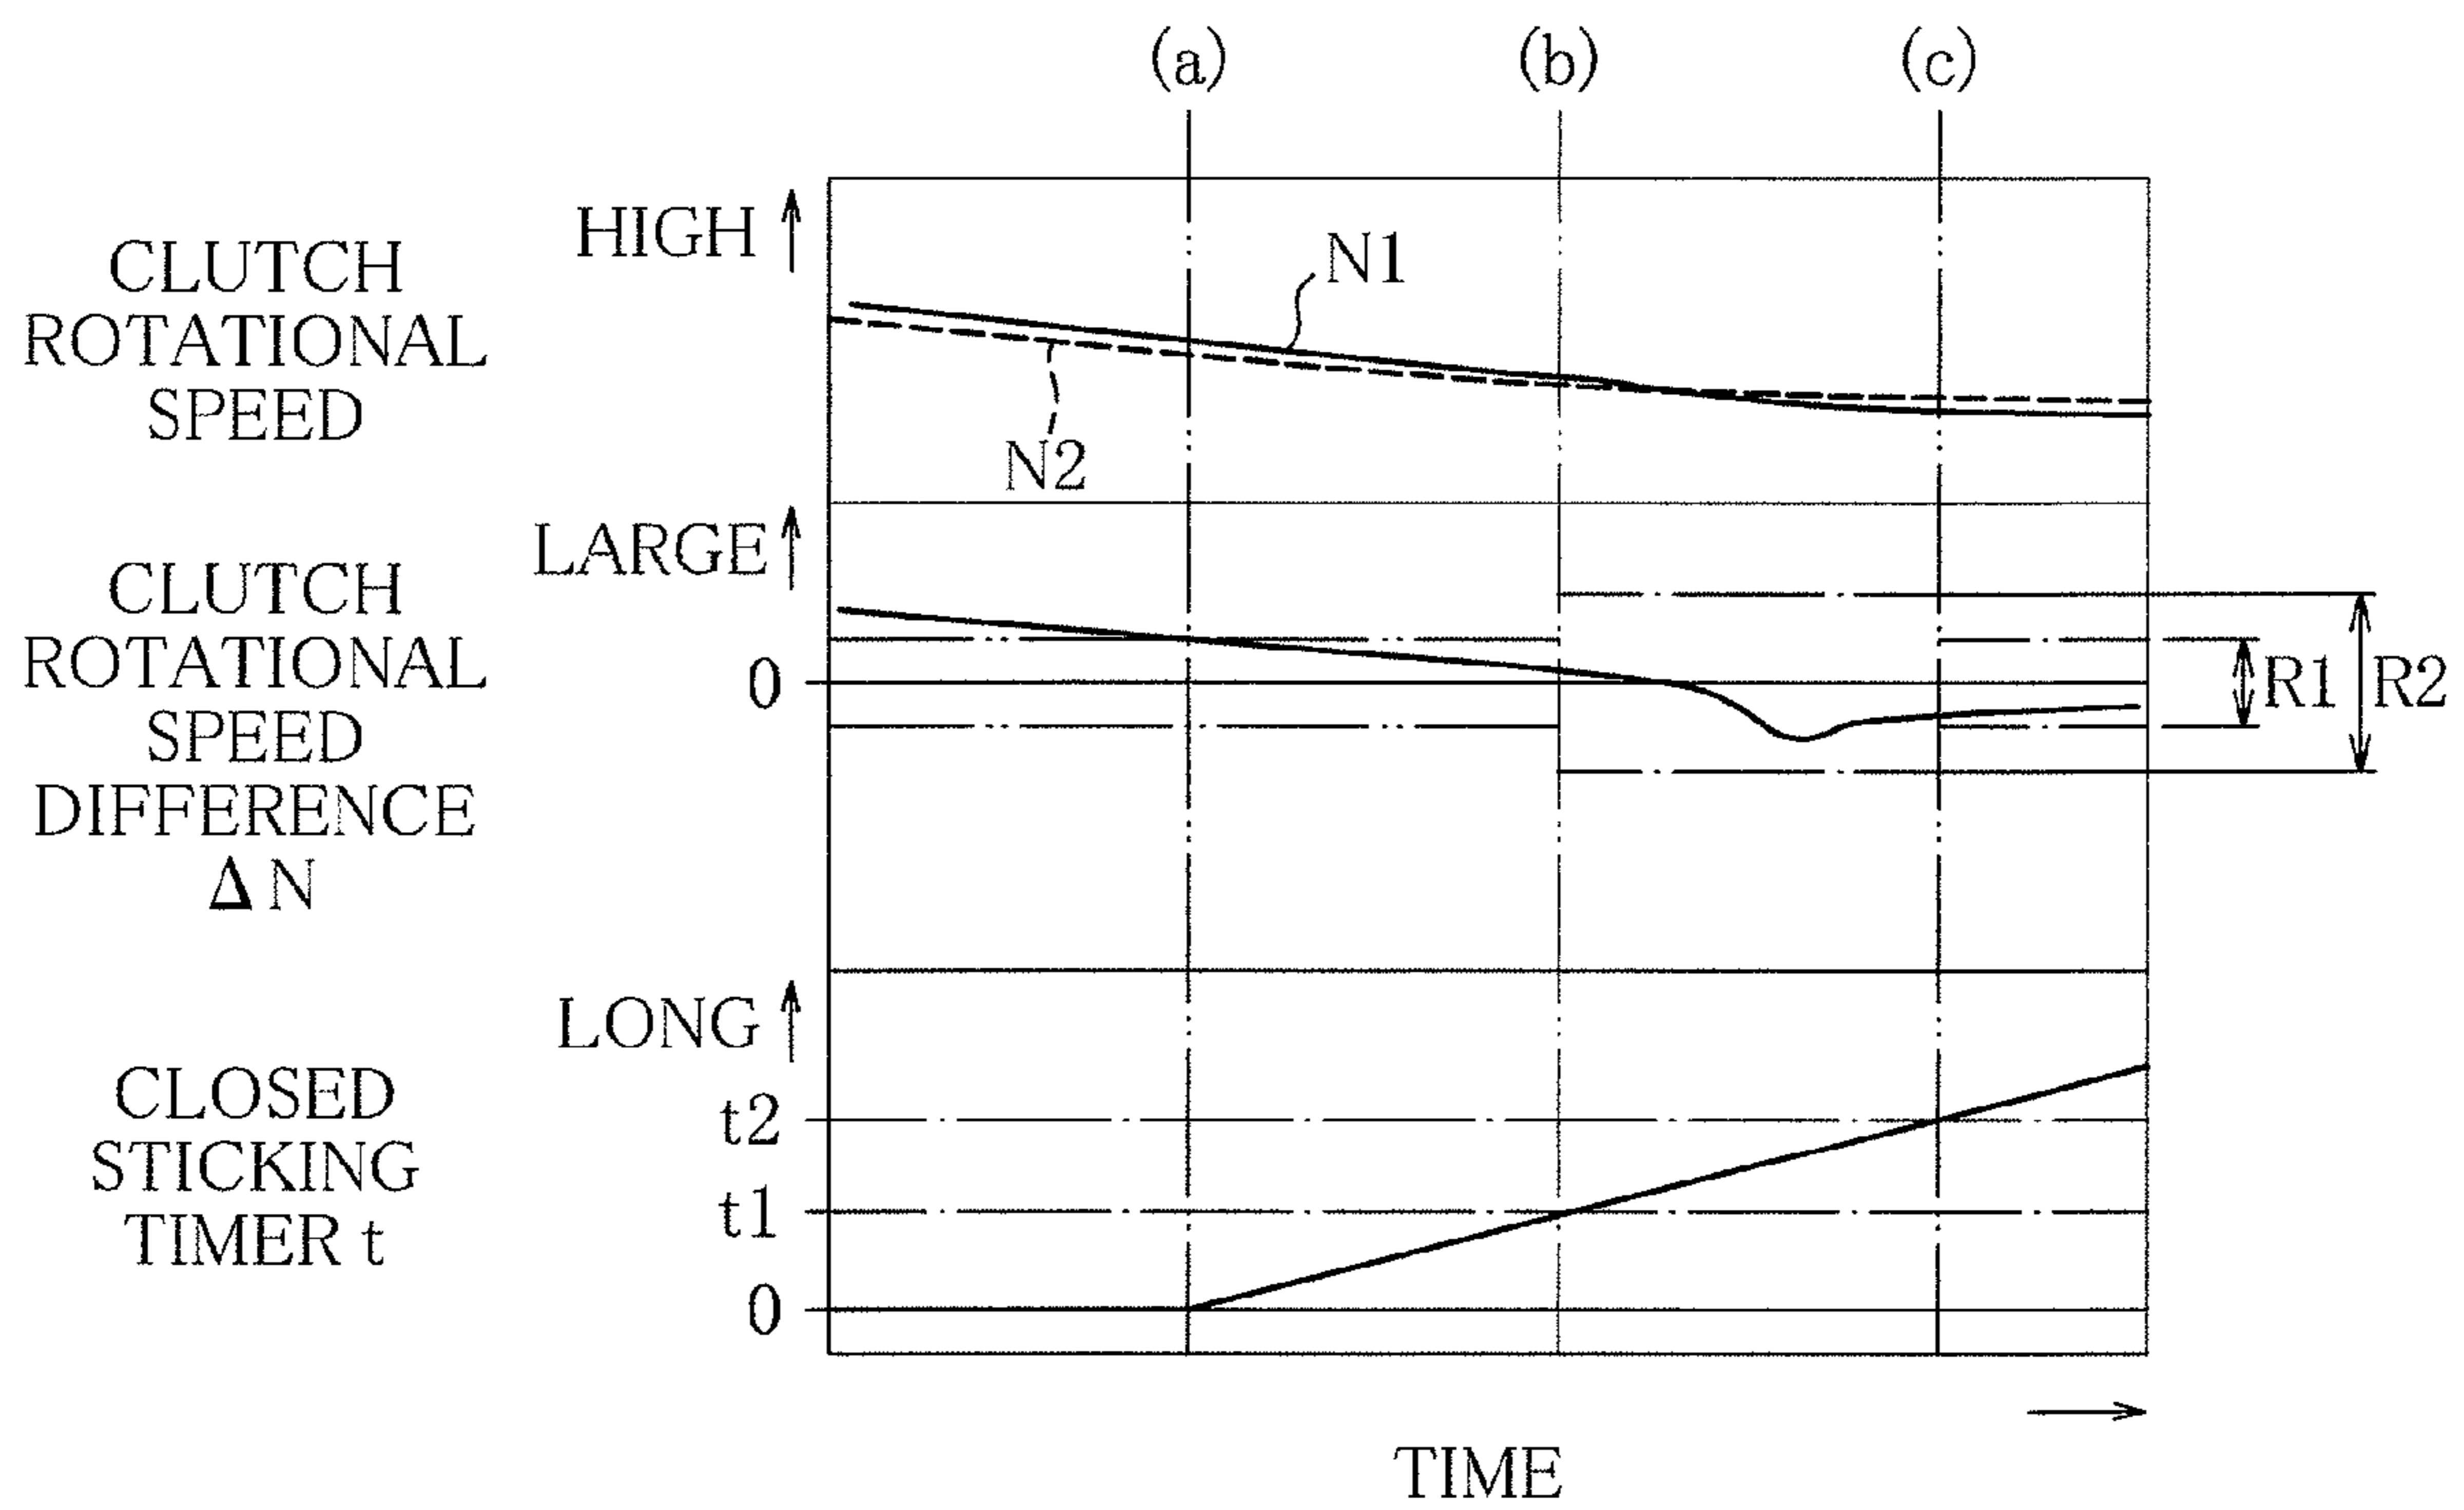 (a)
(b)
(c)
HIGH
CLUTCH
ROTATIONAL
SPEED
N1
N2
LARGE
CLUTCH
ROTATIONAL
SPEED
DIFFERENCE
ΔN
0
R1
R2
LONG
CLOSED
STICKING
TIMER t
t2
t1
0
TIME